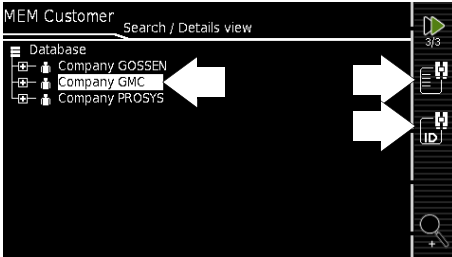 MEM Customer
Search / Details view
3/3
Database
Company GOSSEN
Company GMC
Company PROSYS
ID